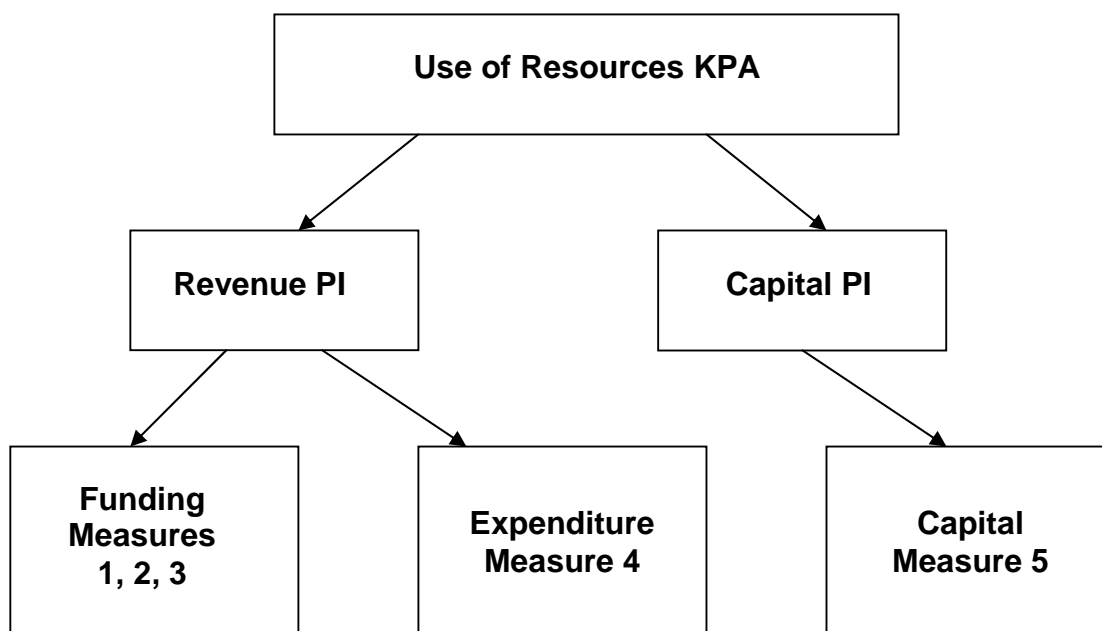 Use of Resources KPA
Revenue PI
Capital PI
Funding
Measures
1, 2, 3
Expenditure
Measure 4
Capital
Measure 5